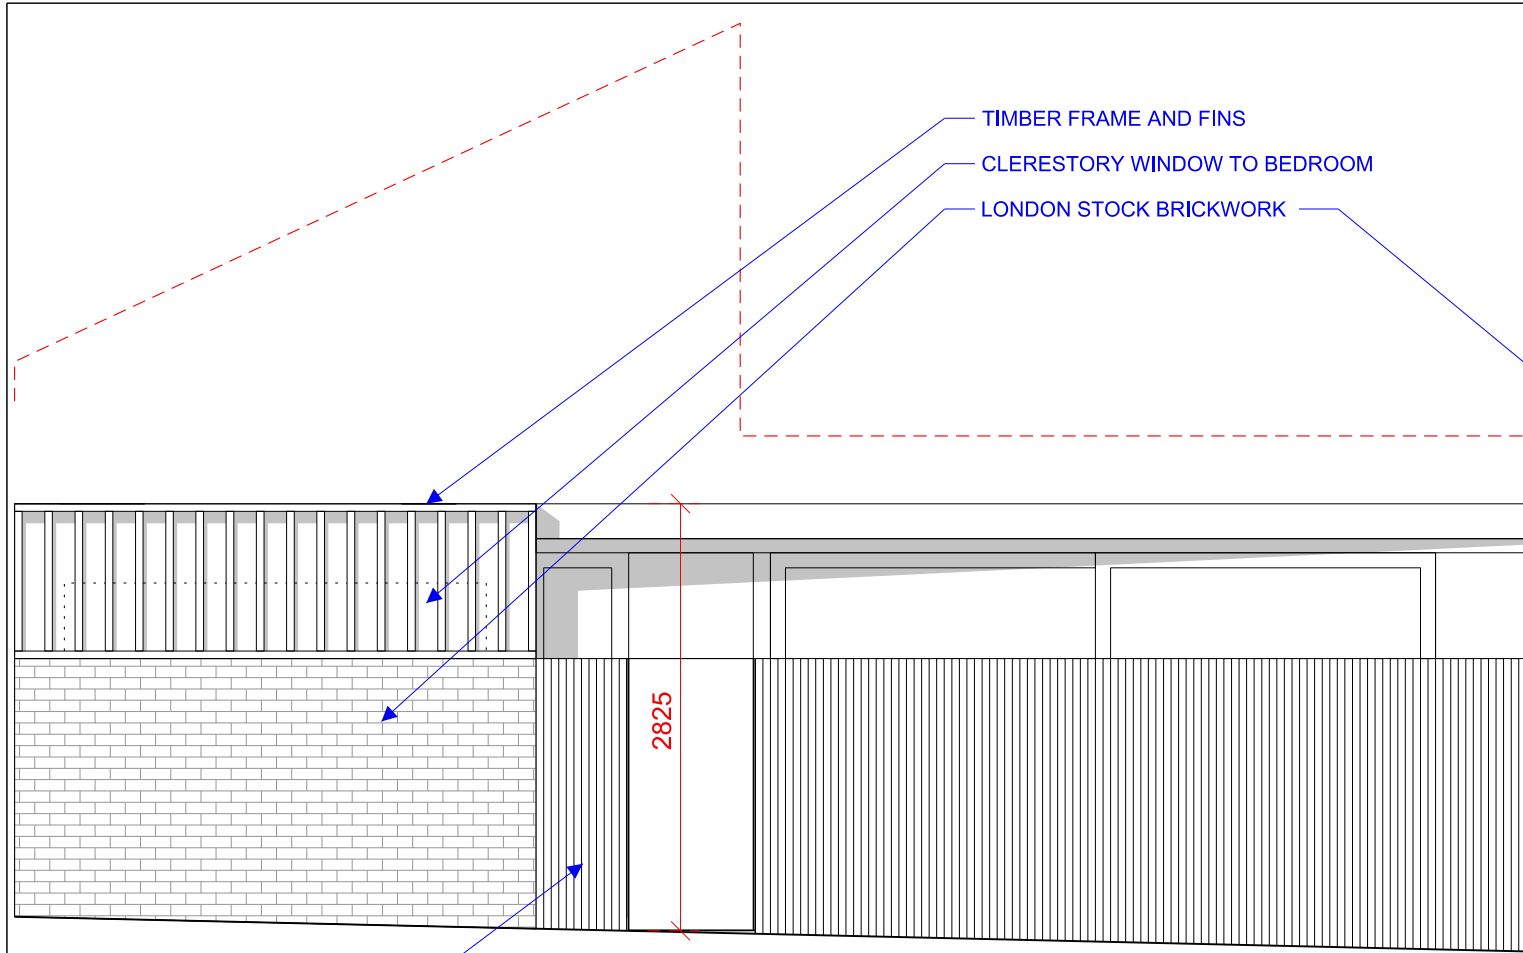 TIMBER FRAME AND FINS
CLERESTORY WINDOW TO BEDROOM
LONDON STOCK BRICKWORK
2825